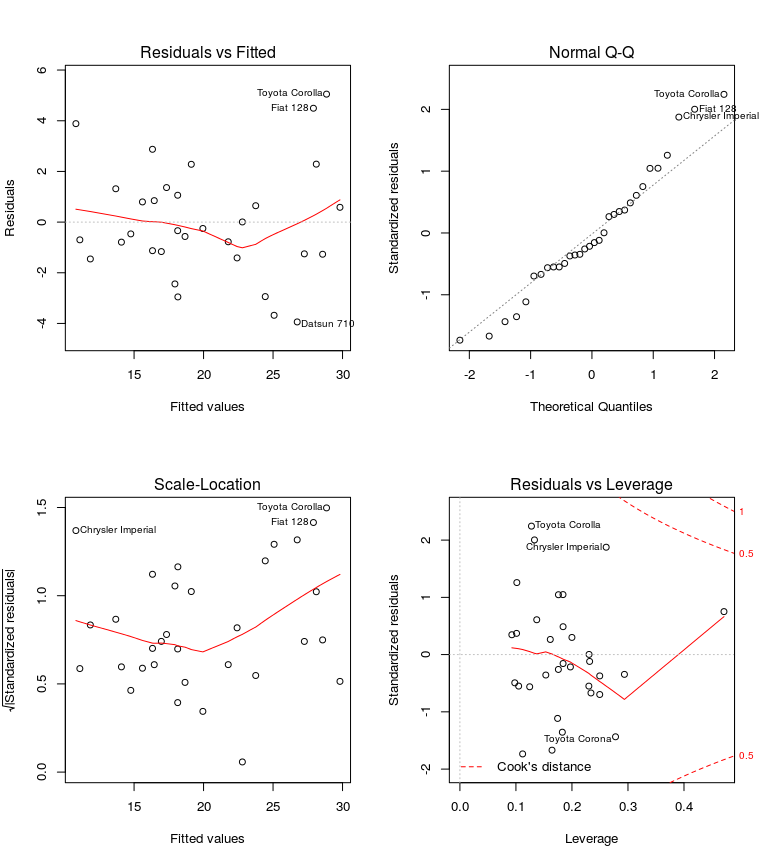 Residuals vs Fitted
Residuals
6
4
2
0
-2
-4
Toyota Corolla
Fiat 128
Datsun 710
15 20 25 30
Fitted values
Normal Q-Q
Standardized residuals
2
1
0
-1
Toyota Corolla
Fiat 128
Chrysler Imperial
-2 -1 0 1 2
Theoretical Quantiles
Scale-Location
√|Standardized residuals|
1.5
1.0
0.5
0.0
Toyota Corolla
Fiat 128
Chrysler Imperial
15 20 25 30
Fitted values
Residuals vs Leverage
Standardized residuals
2
1
0
-1
-2
Toyota Corolla
Chrysler Imperial
Toyota Corona
Cook's distance
1
0.5
0.5
0.0 0.1 0.2 0.3 0.4
Leverage